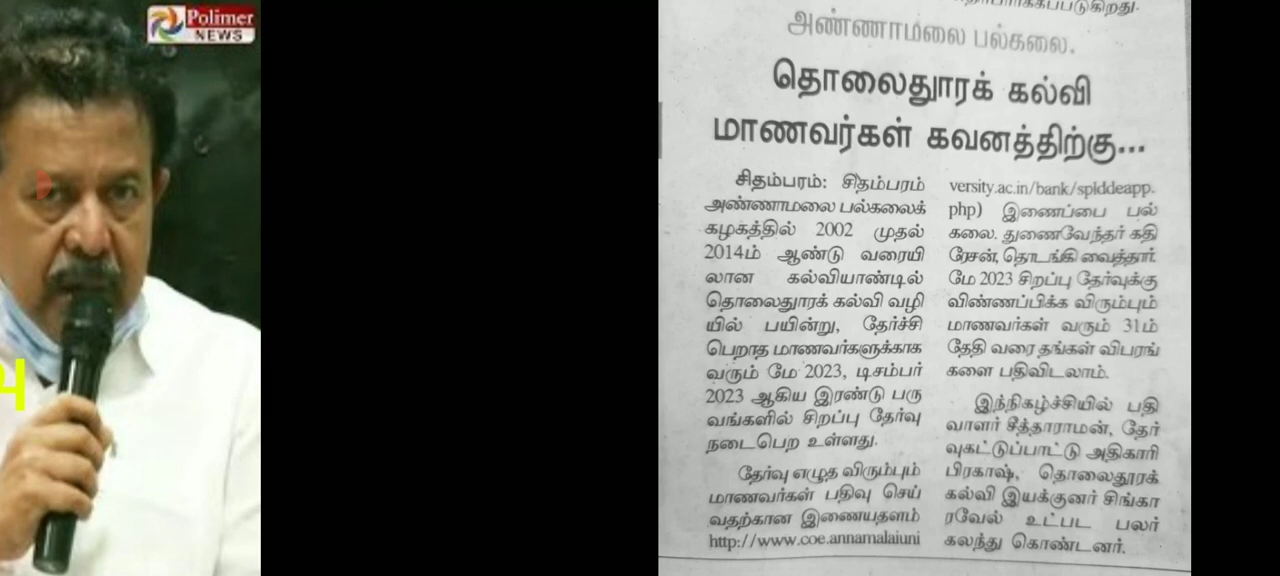 Polimer
NEWS
அண்ணாமலை பல்கலை.
தொலைதூரக் கல்வி
மாணவர்கள் கவனத்திற்கு...
சிதம்பரம்: சிதம்பரம்
அண்ணாமலை பல்கலைக்
கழகத்தில் 2002 முதல்
2014ம் ஆண்டு வரையி
லான கல்வியாண்டில்
தொலைதூரக் கல்வி வழி
யில் பயின்று, தேர்ச்சி
பெறாத மாணவர்களுக்காக
வரும் மே 2023, டிசம்பர்
2023 ஆகிய இரண்டு பரு
வங்களில் சிறப்பு தேர்வு
நடைபெற உள்ளது.
தேர்வு எழுத விரும்பும்
மாணவர்கள் பதிவு செய்
வதற்கான இணையதளம்
http://www.coe.annamalaiuni
versity.ac.in/bank/splddeapp.
php) இணைப்பை பல்
கலை. துணைவேந்தர் கதி
ரேசன், தொடங்கி வைத்தார்.
மே 2023 சிறப்பு தேர்வுக்கு
விண்ணப்பிக்க விரும்பும்
மாணவர்கள் வரும் 31ம்
தேதி வரை தங்கள் விபரங்
களை பதிவிடலாம்.
இந்நிகழ்ச்சியில் பதி
வாளர் சீத்தாராமன், தேர்
வுகட்டுப்பாட்டு அதிகாரி
பிரகாஷ், தொலைதூரக்
கல்வி இயக்குனர் சிங்கா
ரவேல் உட்பட பலர்
கலந்து கொண்டனர்.